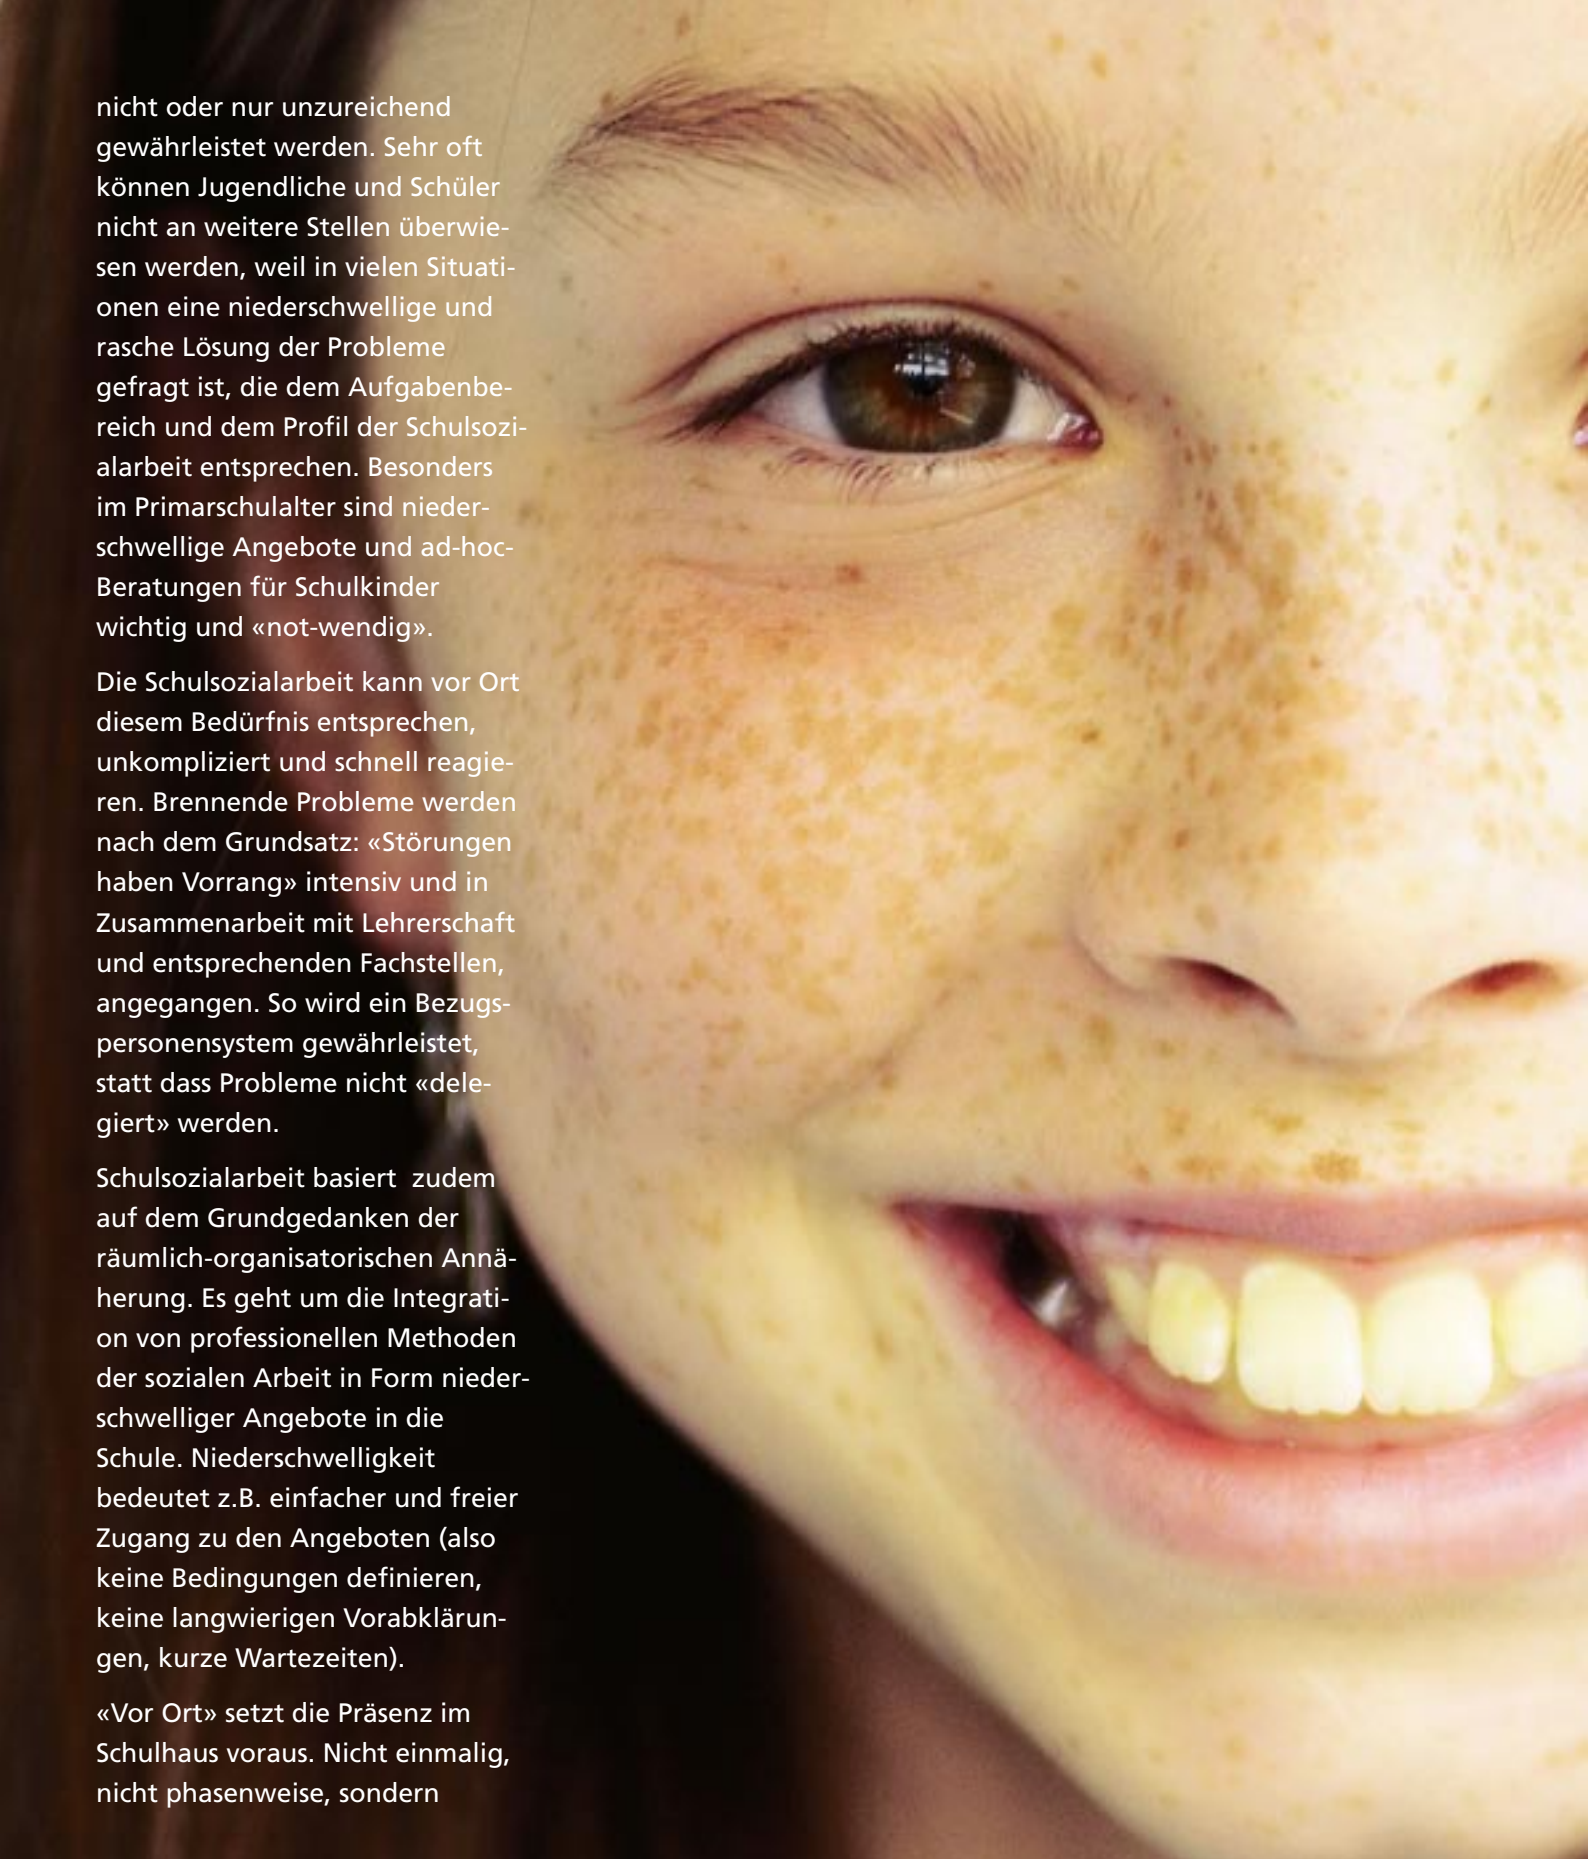 nicht oder nur unzureichend
gewährleistet werden. Sehr oft
können Jugendliche und Schüler
nicht an weitere Stellen überwie-
sen werden, weil in vielen Situati-
onen eine niederschwellige und
rasche Lösung der Probleme
gefragt ist, die dem Aufgabenbe-
reich und dem Profil der Schulsozi-
alarbeit entsprechen. Besonders
im Primarschulalter sind nieder-
schwellige Angebote und ad-hoc-
Beratungen für Schulkinder
wichtig und «not-wendig».
Die Schulsozialarbeit kann vor Ort
diesem Bedürfnis entsprechen,
unkompliziert und schnell reagie-
ren. Brennende Probleme werden
nach dem Grundsatz: «Störungen
haben Vorrang» intensiv und in
Zusammenarbeit mit Lehrerschaft
und entsprechenden Fachstellen,
angegangen. So wird ein Bezugs-
personensystem gewährleistet,
statt dass Probleme nicht «dele-
giert» werden.
Schulsozialarbeit basiert  zudem
auf dem Grundgedanken der
räumlich-organisatorischen Annä-
herung. Es geht um die Integrati-
on von professionellen Methoden
der sozialen Arbeit in Form nieder-
schwelliger Angebote in die
Schule. Niederschwelligkeit
bedeutet z.B. einfacher und freier
Zugang zu den Angeboten (also
keine Bedingungen definieren,
keine langwierigen Vorabklärun-
gen, kurze Wartezeiten).
«Vor Ort» setzt die Präsenz im
Schulhaus voraus. Nicht einmalig,
nicht phasenweise, sondern